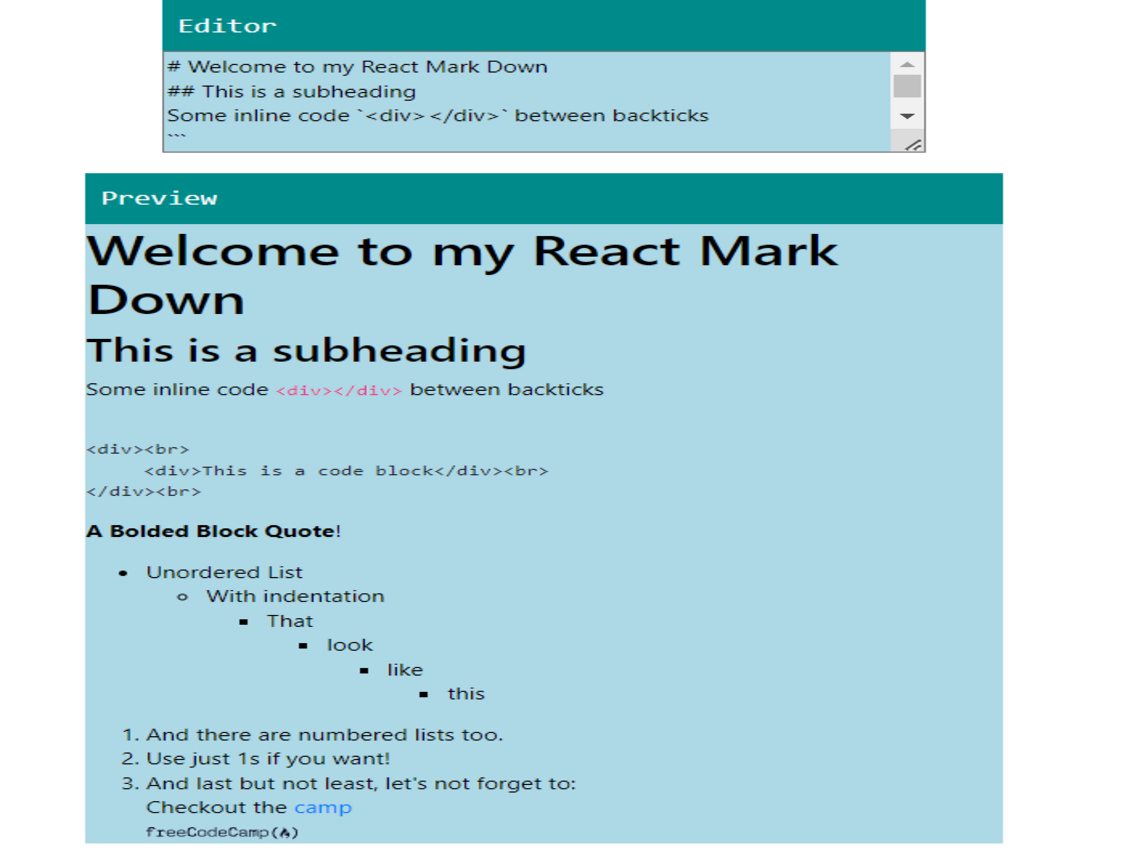 Editor
# Welcome to my React Mark Down
## This is a subheading
Some inline code `<div></div>` between backticks
```
Preview
Welcome to my React Mark
Down
This is a subheading
Some inline code <div></div> between backticks
<div><br>
<div>This is a code block</div><br>
</div><br>
A Bolded Block Quote!
Unordered List
With indentation
That
look
like
this
1. And there are numbered lists too.
2. Use just 1s if you want!
3. And last but not least, let's not forget to:
Checkout the camp
freeCodeCamp(🔥)